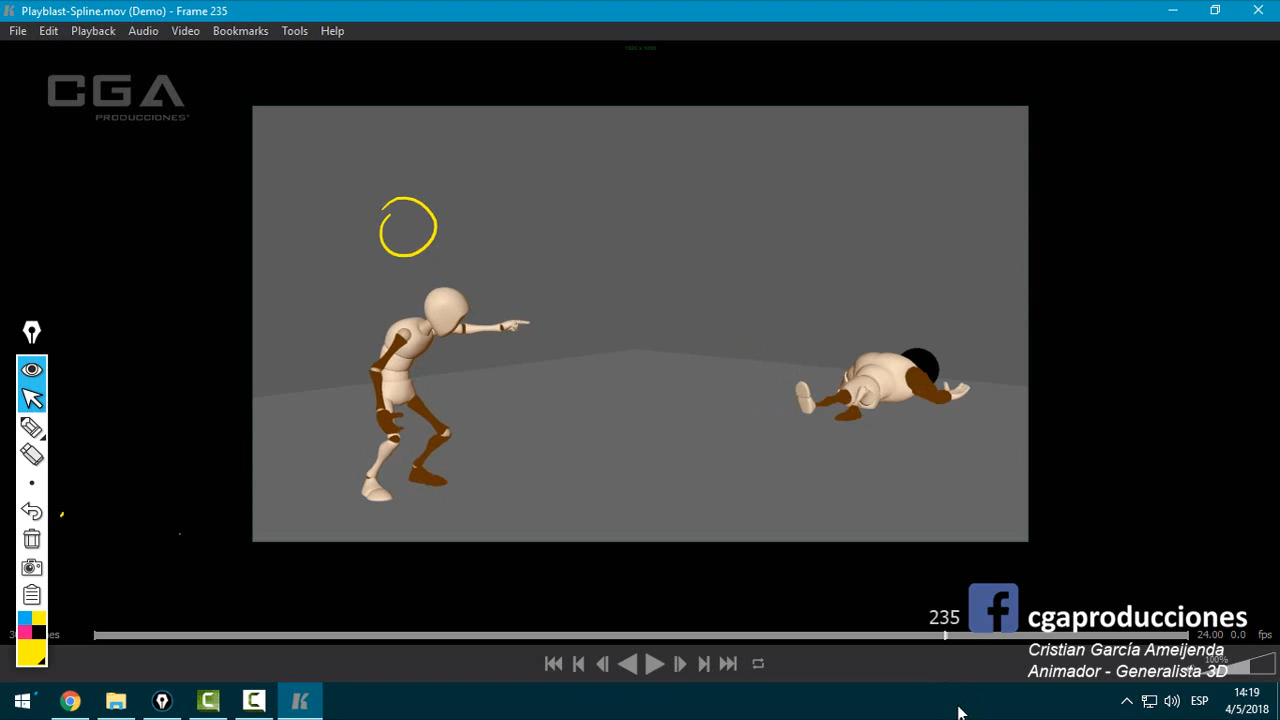 Playblast-Spline.mov (Demo) - Frame 235
File Edit Playback Audio Video Bookmarks Tools Help
CGA
PRODUCCIONES
235
cgaproducciones
24.00 0.0 fps
Cristian García Ameijenda
100%
Animador - Generalista 3D
ESP
14:19
4/5/2018